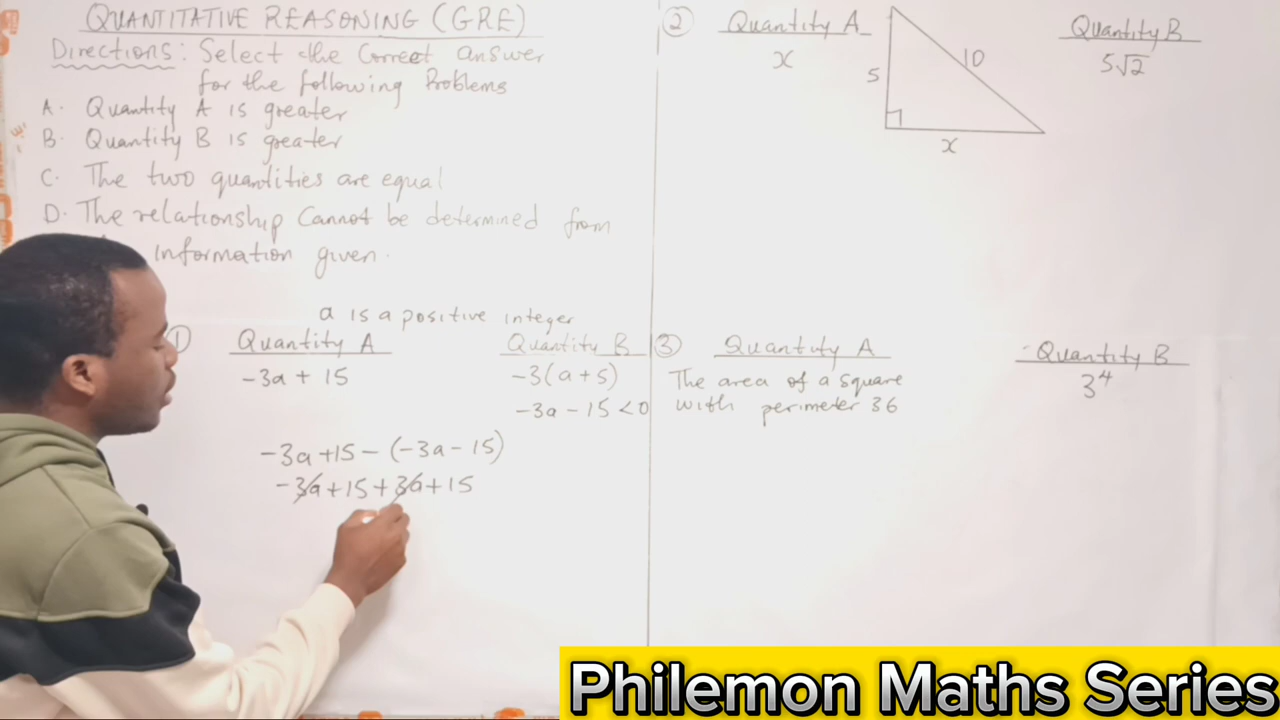 QUANTITATIVE REASONING (GRE)
Directions: Select the Correct answer
for the following Problems
A. Quantity A is greater
B. Quantity B is greater
C. The two quantities are equal
D. The relationship Cannot be determined from
information given.
a is a positive integer
① Quantity A Quantity B
-3a + 15 -3(a+5)
-3a - 15 < 0
-3a +15 - (-3a - 15)
-3a +15 + 3a + 15
② Quantity A Quantity B
x 5√2
5 10
x
③ Quantity A Quantity B
The area of a square 3⁴
with perimeter 36
Philemon Maths Series